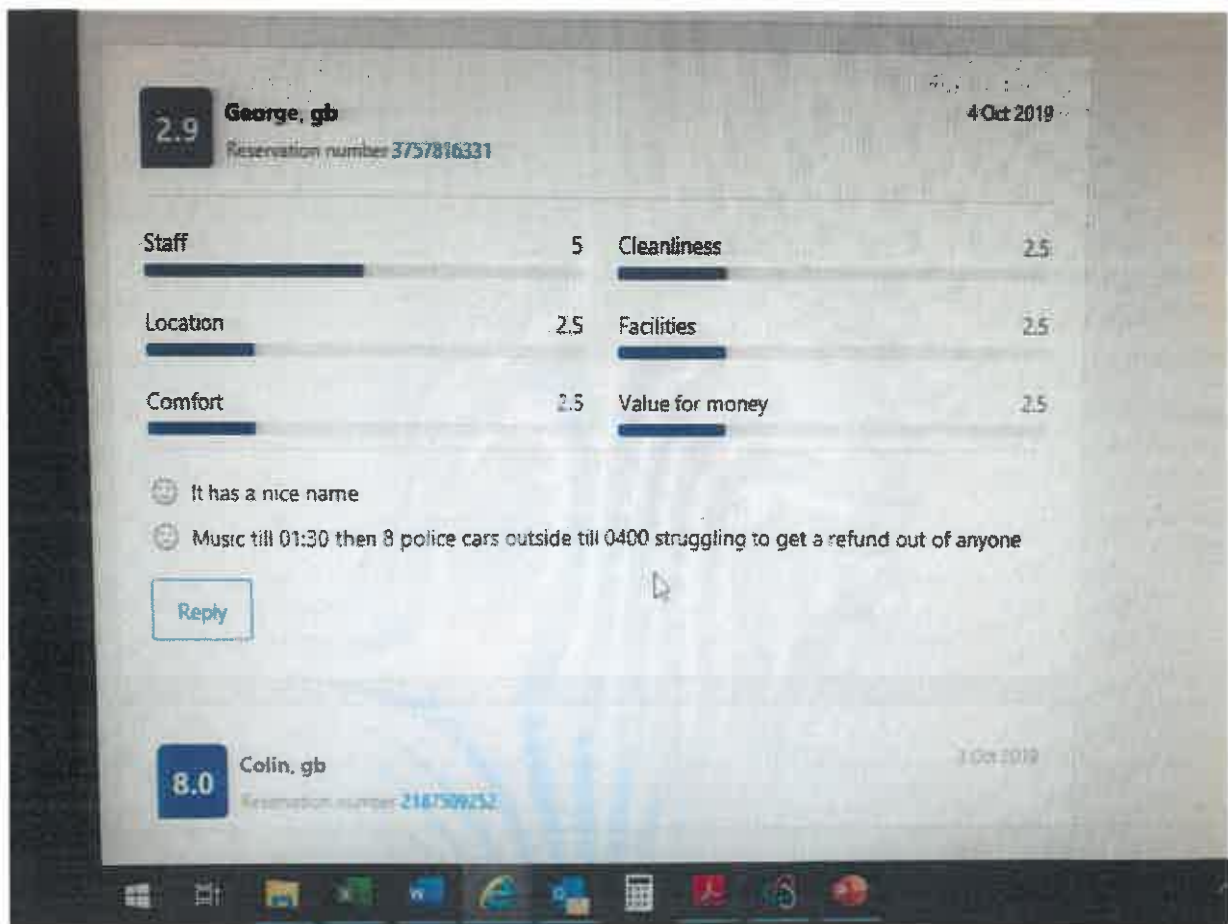 2.9
George, gb
4 Oct 2019
Reservation number 3757816331
Staff 5
Cleanliness 2.5
Location 2.5
Facilities 2.5
Comfort 2.5
Value for money 2.5
It has a nice name
Music till 01:30 then 8 police cars outside till 0400 struggling to get a refund out of anyone
Reply
8.0
Colin, gb
Reservation number 2187509252